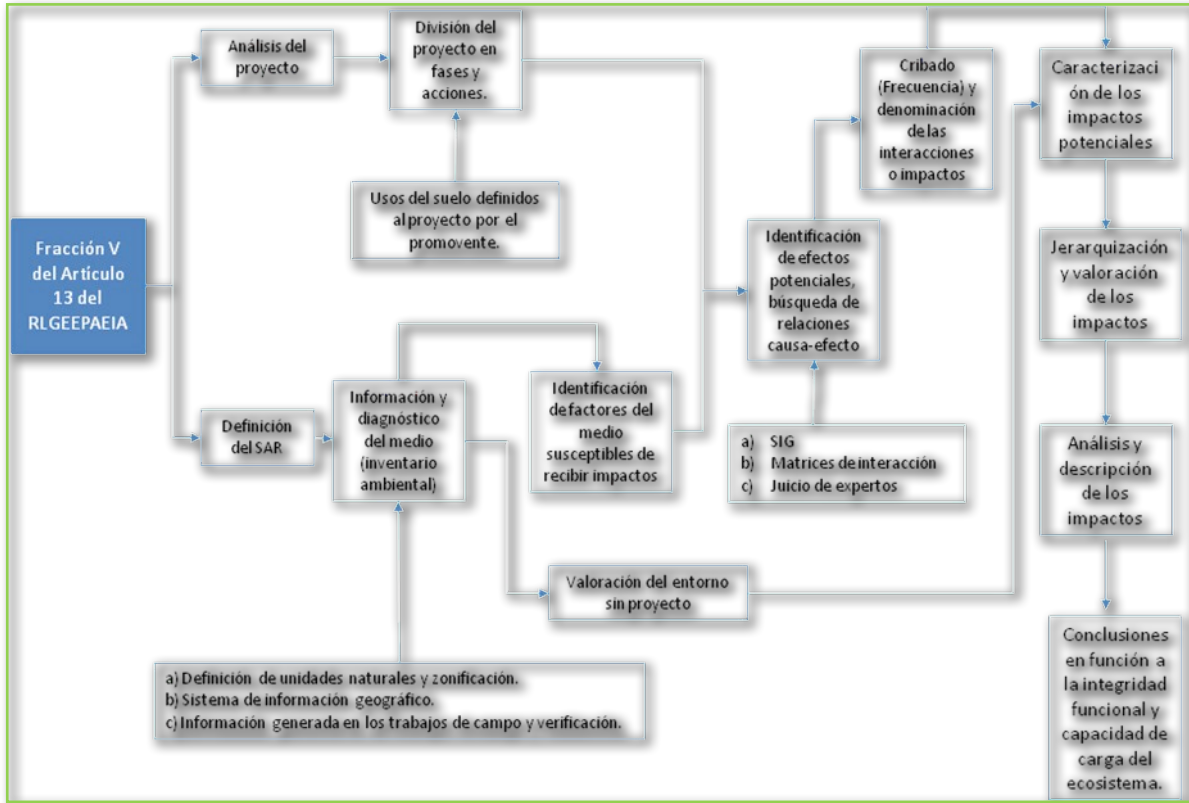 Fracción V
del Artículo
13 del
RLGEEPAEIA
Análisis del
proyecto
División del
proyecto en
fases y
acciones.
Usos del suelo definidos
al proyecto por el
promovente.
Definición
del SAR
Información y
diagnóstico
del medio
(inventario
ambiental)
Identificación
de factores del
medio
susceptibles de
recibir impactos
a) Definición de unidades naturales y zonificación.
b) Sistema de información geográfico.
c) Información generada en los trabajos de campo y verificación.
Valoración del entorno
sin proyecto
Identificación
de efectos
potenciales,
búsqueda de
relaciones
causa-efecto
a) SIG
b) Matrices de interacción
c) Juicio de expertos
Cribado
(Frecuencia) y
denominación
de las
interacciones
o impactos
Caracterizaci
ón de los
impactos
potenciales
Jerarquización
y valoración
de los
impactos
Análisis y
descripción
de los
impactos
Conclusiones
en función a
la integridad
funcional y
capacidad de
carga del
ecosistema.